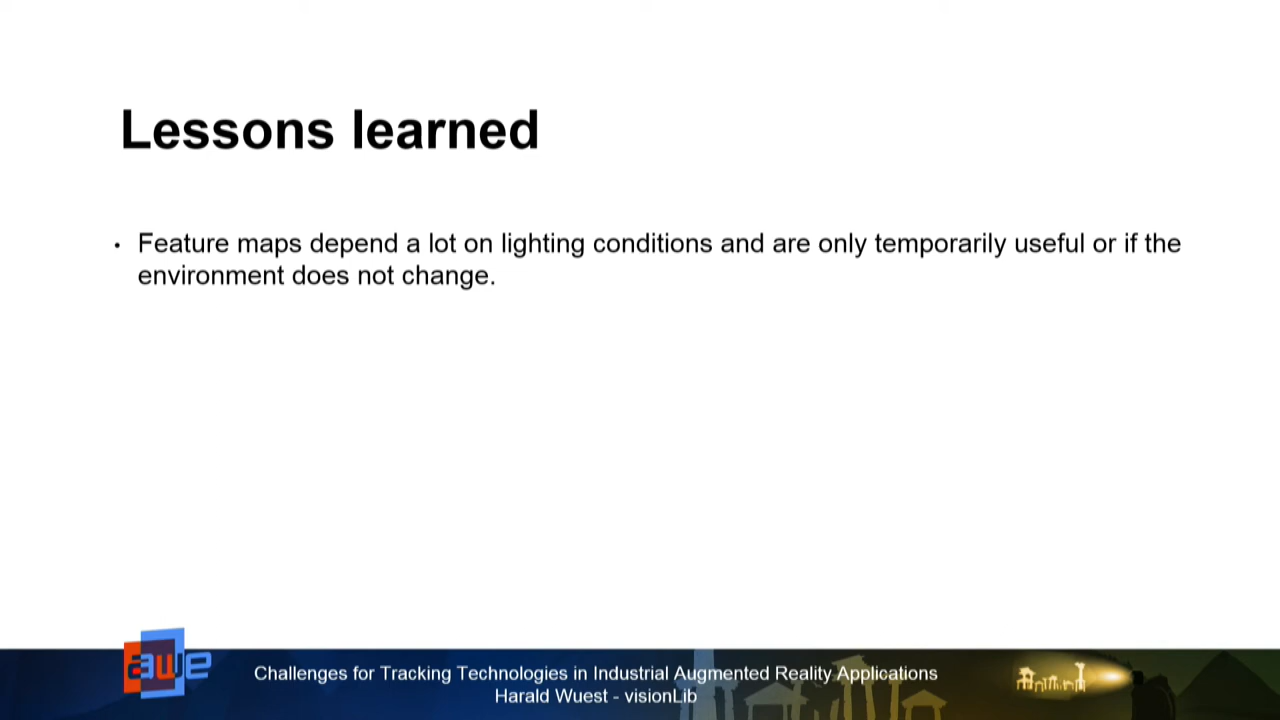 Lessons learned
• Feature maps depend a lot on lighting conditions and are only temporarily useful or if the
environment does not change.
awe
Challenges for Tracking Technologies in Industrial Augmented Reality Applications
Harald Wuest - visionLib